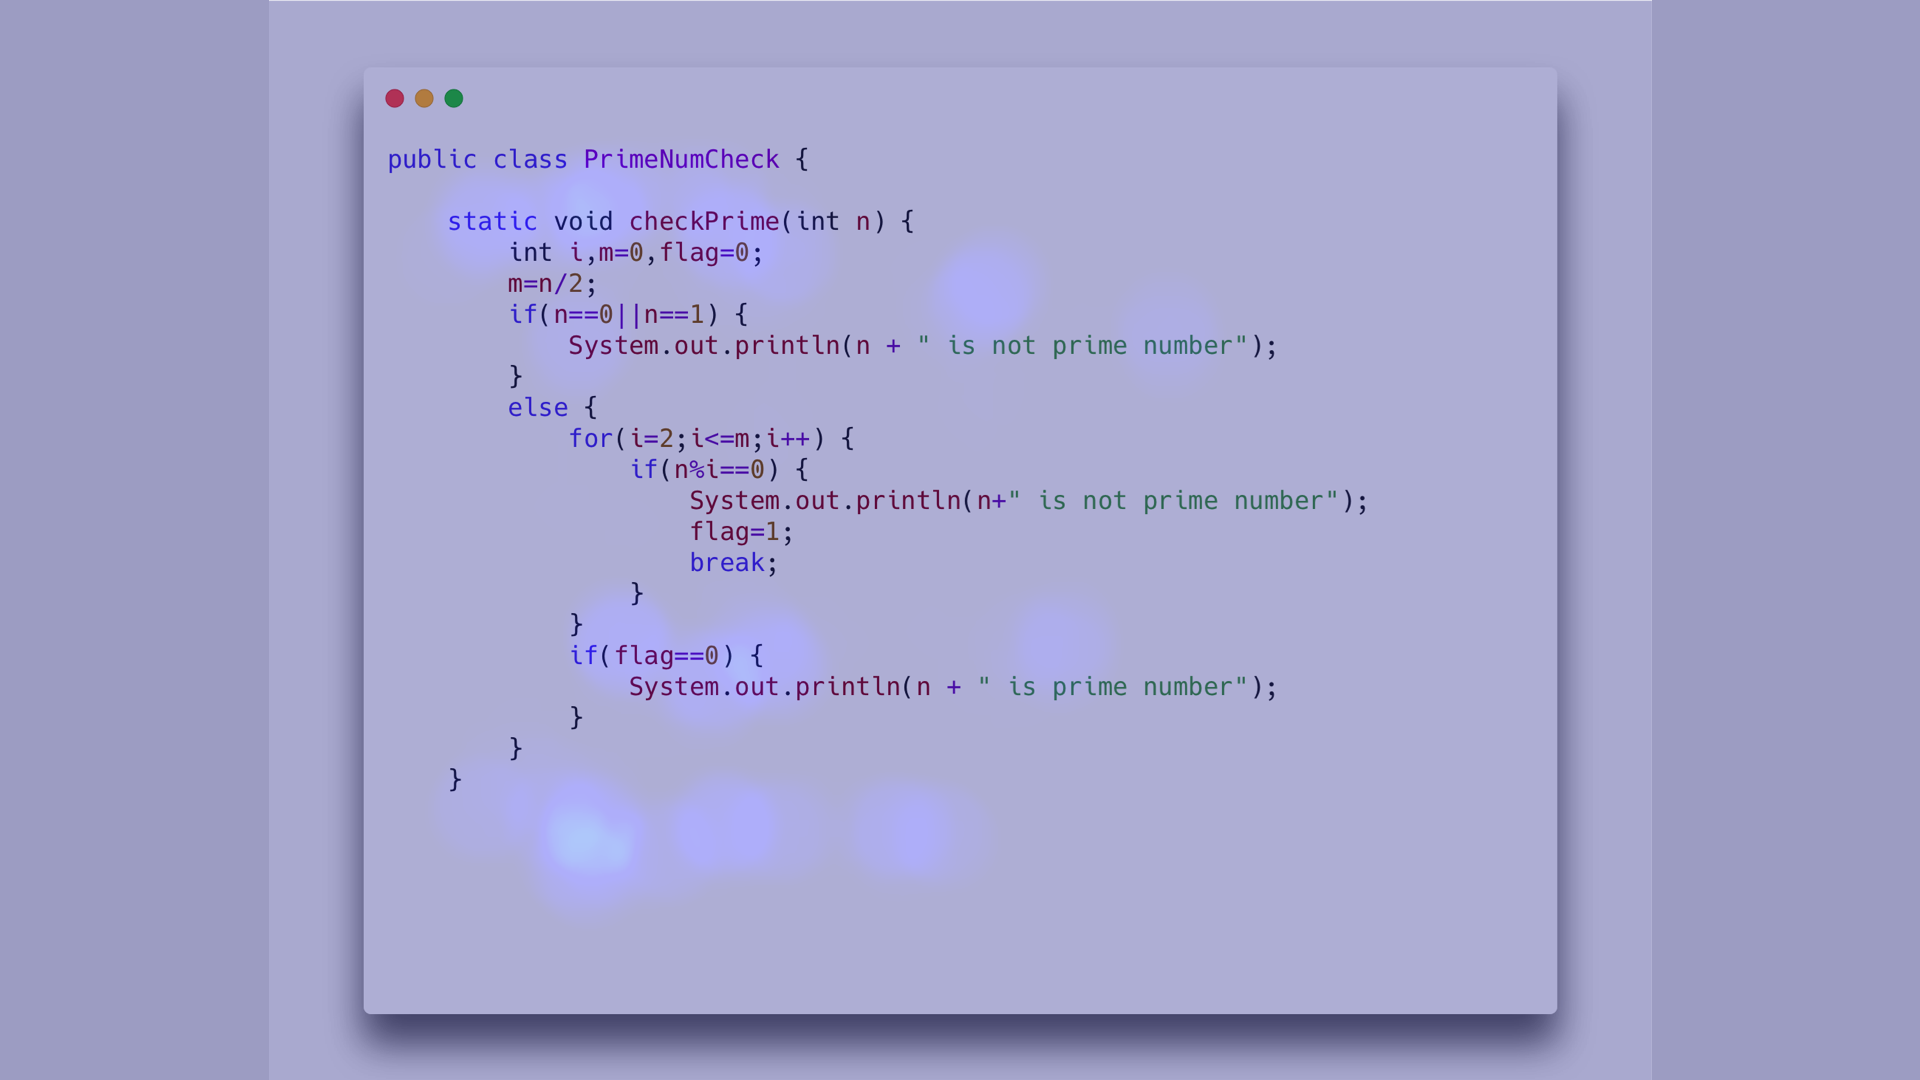 public class PrimeNumCheck {
static void checkPrime(int n) {
int i,m=0,flag=0;
m=n/2;
if(n==0||n==1) {
System.out.println(n + " is not prime number");
}
else {
for(i=2;i<=m;i++) {
if(n%i==0) {
System.out.println(n+" is not prime number");
flag=1;
break;
}
}
if(flag==0) {
System.out.println(n + " is prime number");
}
}
}